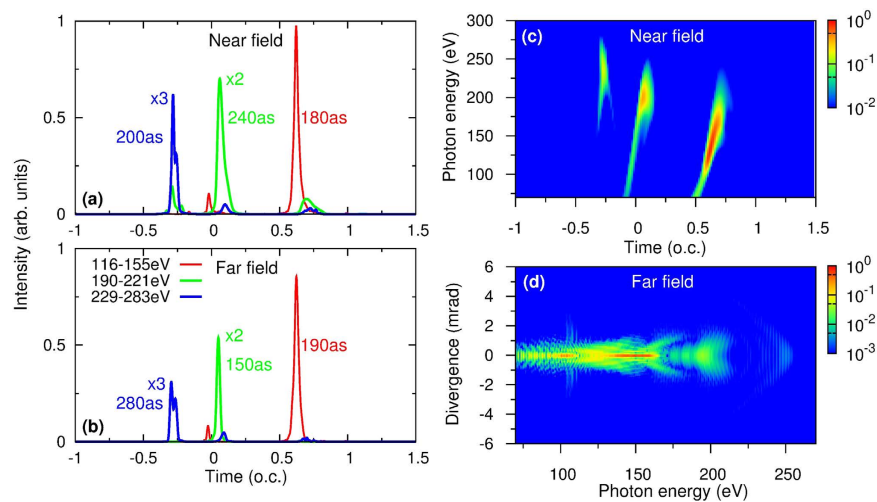 Intensity (arb. units)
1
0.5
0
Near field
x3
200as
x2
240as
180as
(a)
-1 -0.5 0 0.5 1 1.5
1
0.5
0
116-155eV
190-221eV
229-283eV
Far field
x2
150as
190as
x3
280as
(b)
-1 -0.5 0 0.5 1 1.5
Time (o.c.)
Photon energy (eV)
300
250
200
150
100
(c)
Near field
10^0
10^-1
10^-2
-1 -0.5 0 0.5 1 1.5
Time (o.c.)
Divergence (mrad)
6
4
2
0
-2
-4
-6
(d)
Far field
10^0
10^-1
10^-2
10^-3
100 150 200 250
Photon energy (eV)